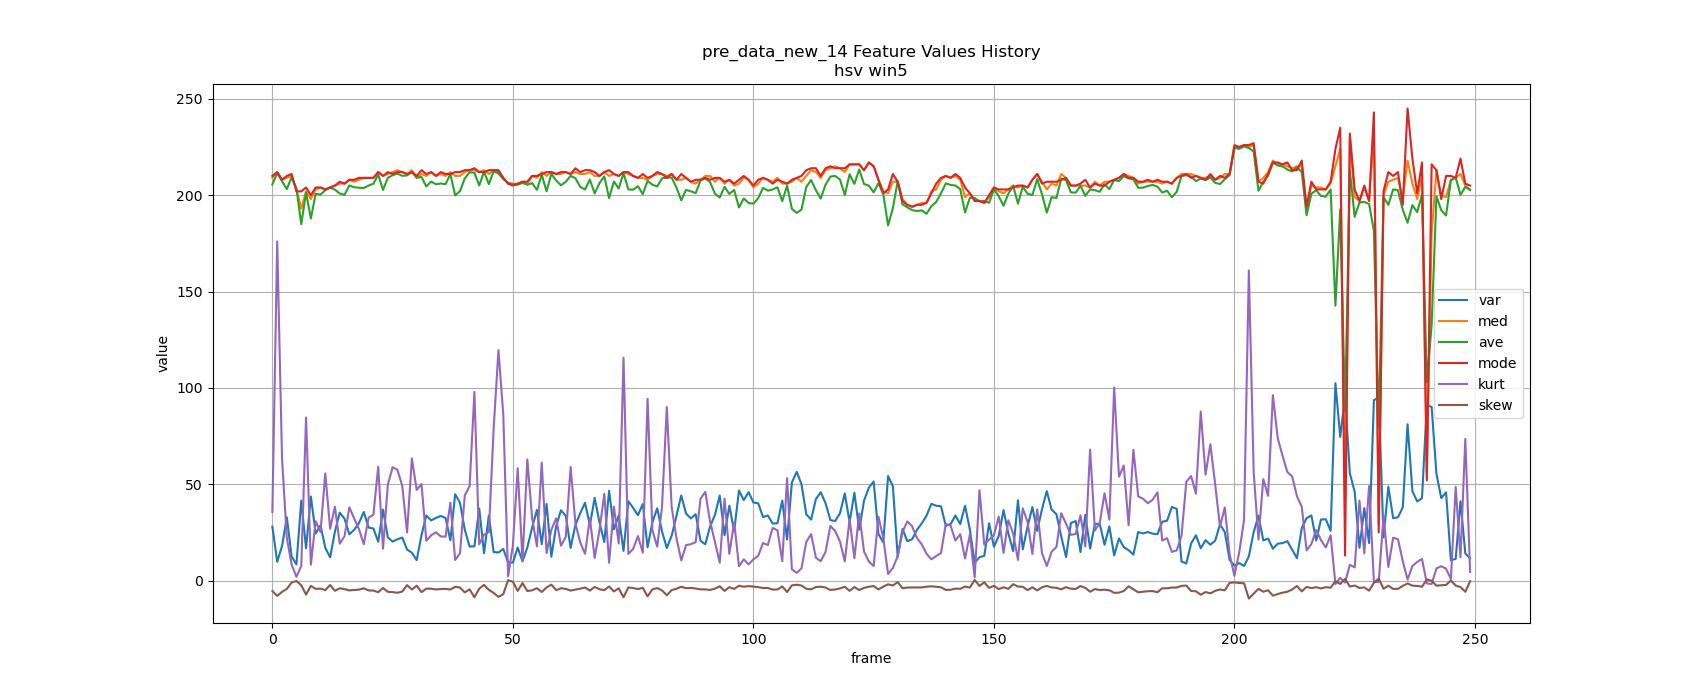 pre_data_new_14 Feature Values History
hsv win5
250
200
150
100
50
0
value
var
med
ave
mode
kurt
skew
0
50
100
150
200
250
frame